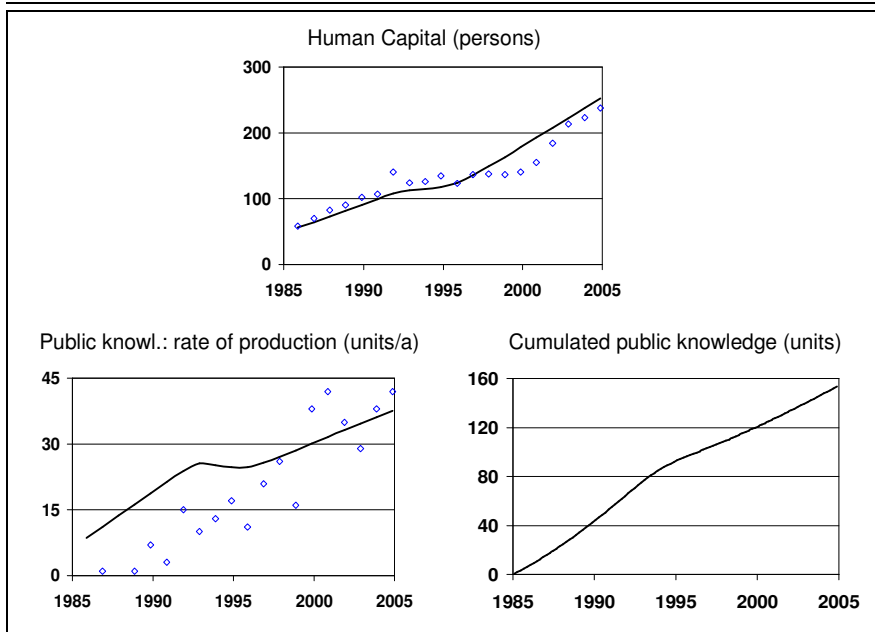 Human Capital (persons)
300
200
100
0
1985 1990 1995 2000 2005
Public knowl.: rate of production (units/a)
45
30
15
0
1985 1990 1995 2000 2005
Cumulated public knowledge (units)
160
120
80
40
0
1985 1990 1995 2000 2005